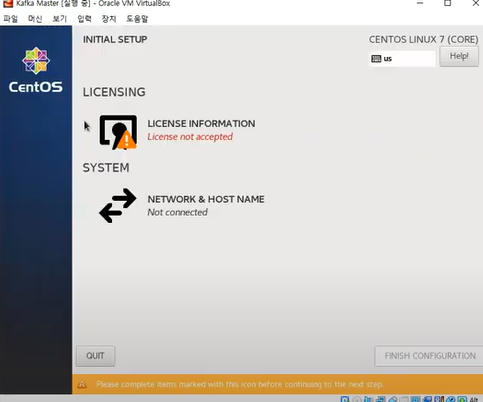 Kafka Master [실행 중] - Oracle VM VirtualBox
파일 머신 보기 입력 장치 도움말
INITIAL SETUP
CENTOS LINUX 7 (CORE)
us
Help!
CentOS
LICENSING
LICENSE INFORMATION
License not accepted
SYSTEM
NETWORK & HOST NAME
Not connected
QUIT
FINISH CONFIGURATION
Please complete items marked with this icon before continuing to the next step.
Alt